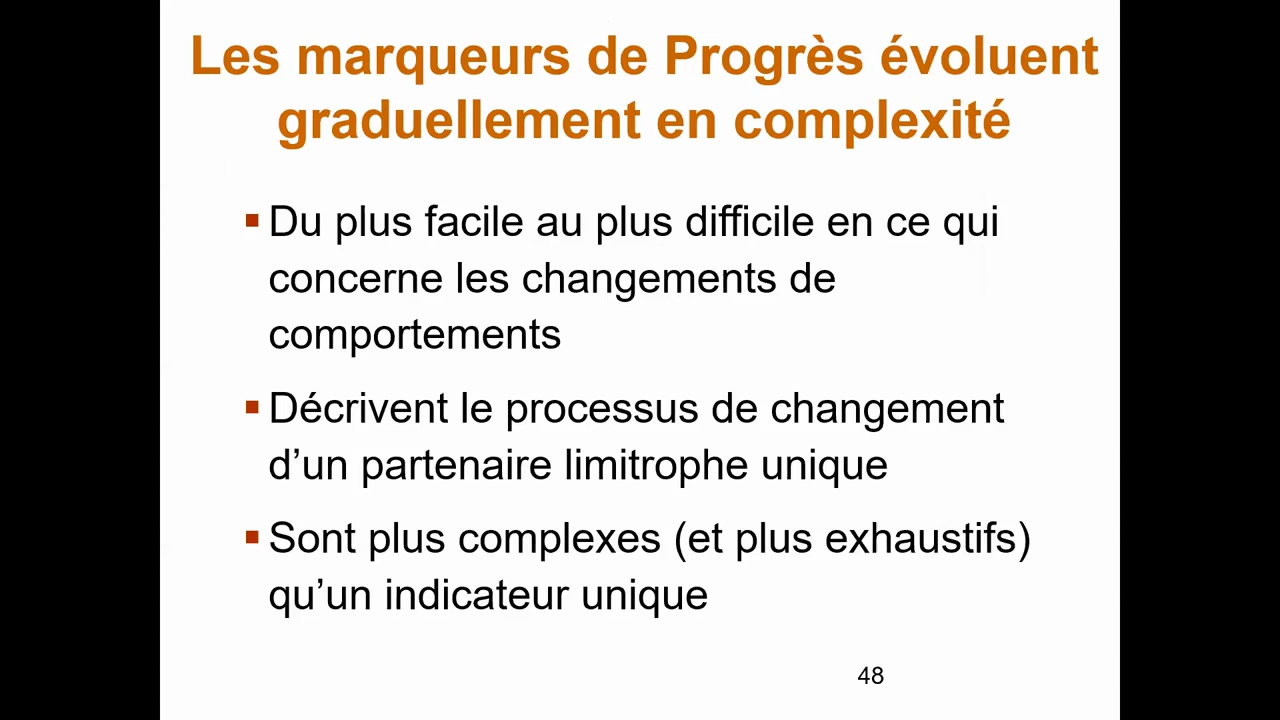 Les marqueurs de Progrès évoluent
graduellement en complexité
▪ Du plus facile au plus difficile en ce qui
concerne les changements de
comportements
▪ Décrivent le processus de changement
d’un partenaire limitrophe unique
▪ Sont plus complexes (et plus exhaustifs)
qu’un indicateur unique
48